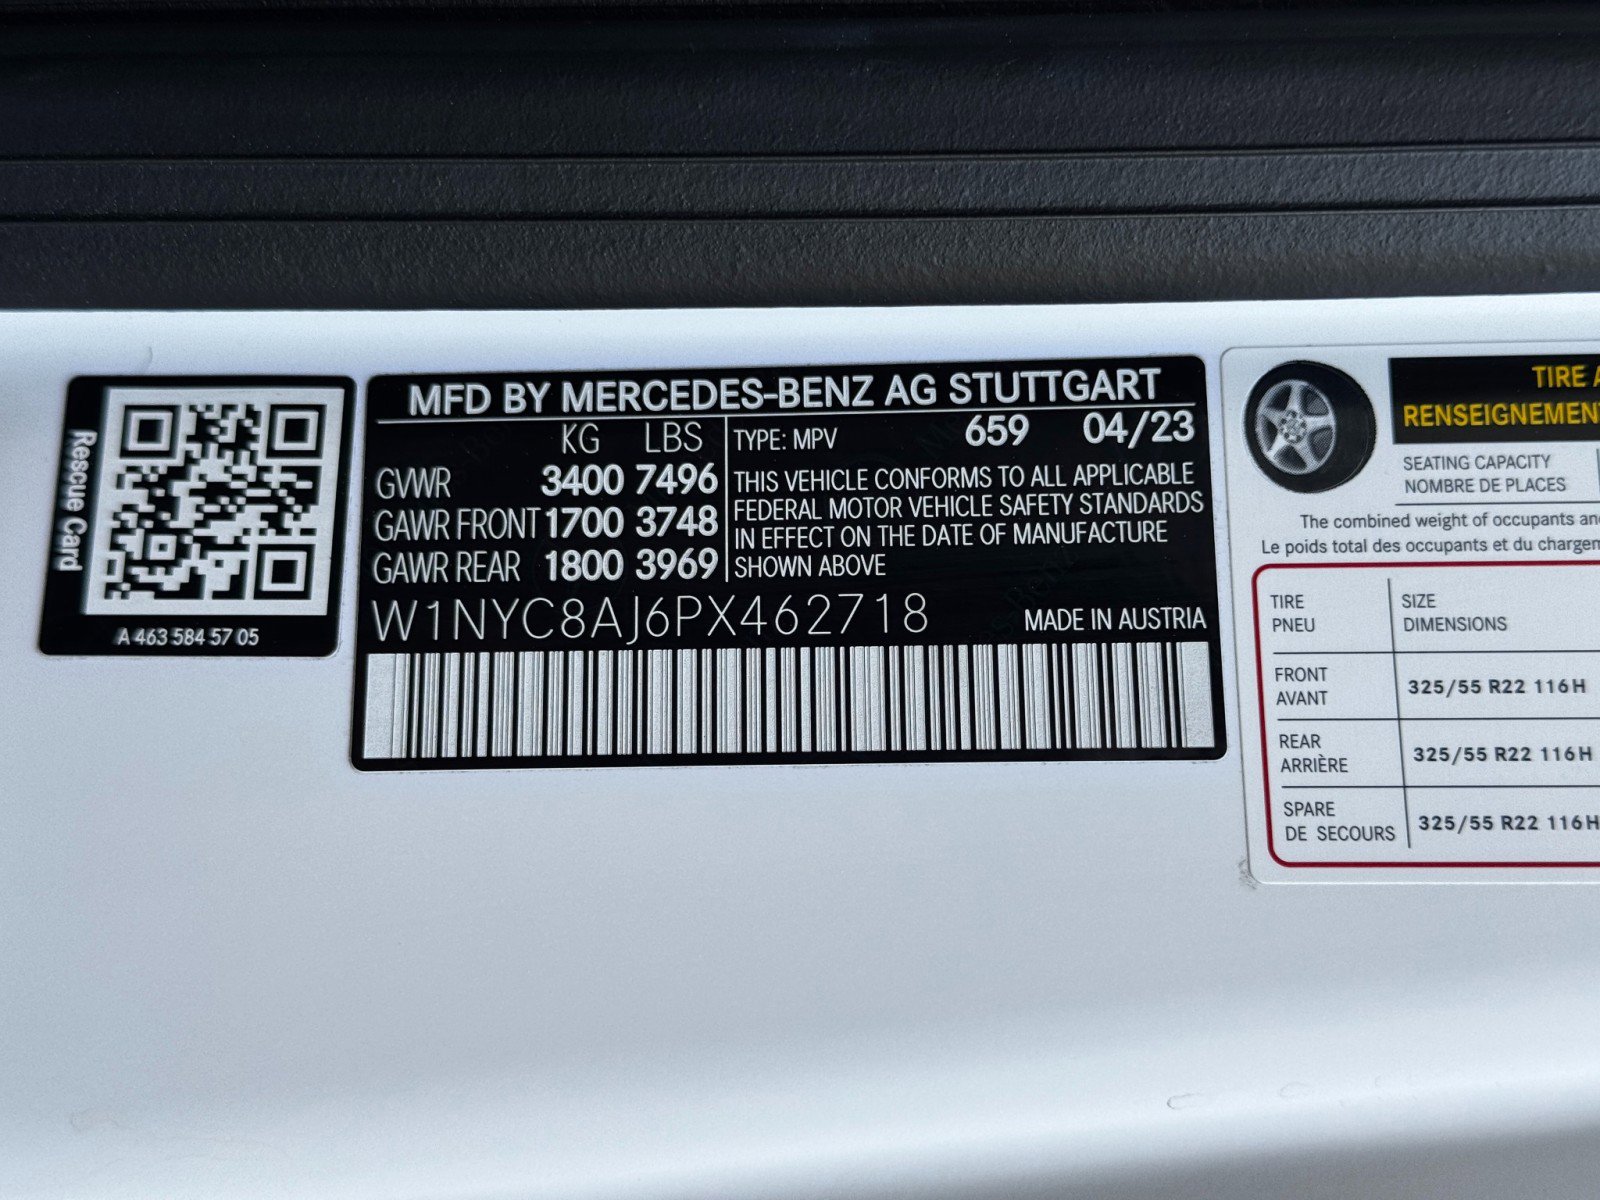 Rescue Card
A 463 584 57 05
MFD BY MERCEDES-BENZ AG STUTTGART
KG LBS
GVWR 3400 7496
GAWR FRONT 1700 3748
GAWR REAR 1800 3969
TYPE: MPV 659 04/23
THIS VEHICLE CONFORMS TO ALL APPLICABLE
FEDERAL MOTOR VEHICLE SAFETY STANDARDS
IN EFFECT ON THE DATE OF MANUFACTURE
SHOWN ABOVE
W1NYC8AJ6PX462718 MADE IN AUSTRIA
TIRE
SEATING CAPACITY
NOMBRE DE PLACES
The combined weight of occupants
Le poids total des occupants et du
TIRE SIZE
PNEU DIMENSIONS
FRONT
AVANT
325/55 R22 116H
REAR
ARRIÈRE
325/55 R22 116H
SPARE
DE SECOURS
325/55 R22 116H